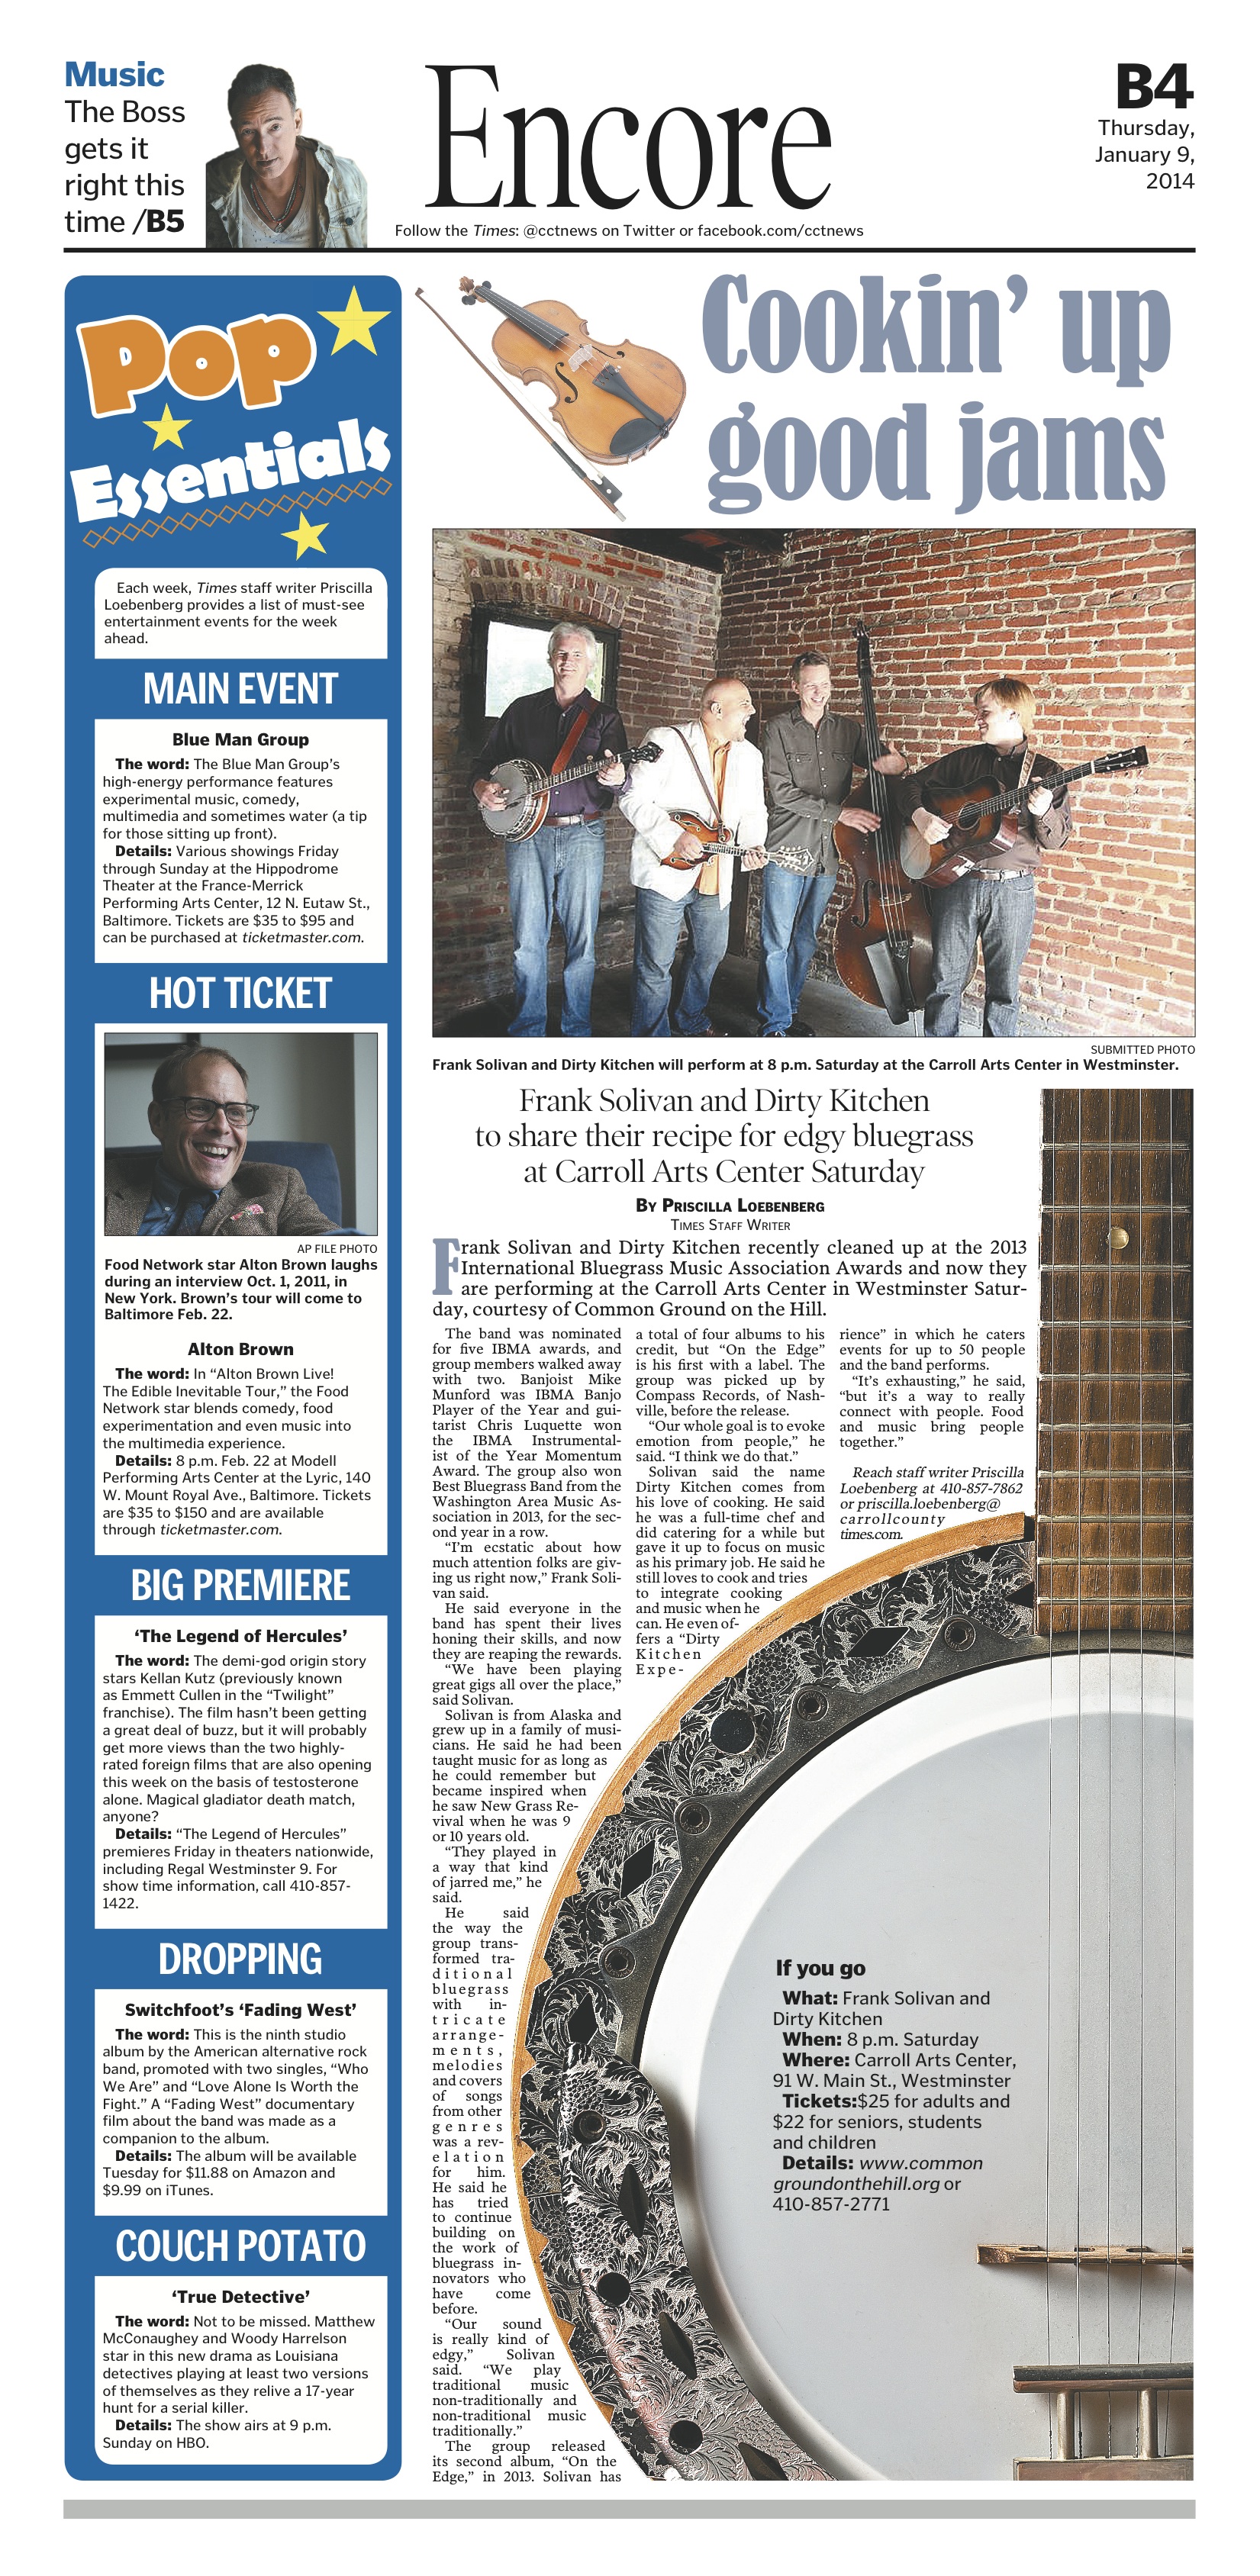 Music
The Boss
gets it
right this
time /B5
Encore
Follow the Times: @cctnews on Twitter or facebook.com/cctnews
B4
Thursday,
January 9,
2014
Pop
Essentials
Each week, Times staff writer Priscilla
Loebenberg provides a list of must-see
entertainment events for the week
ahead.
MAIN EVENT
Blue Man Group
The word: The Blue Man Group’s
high-energy performance features
experimental music, comedy,
multimedia and sometimes water (a tip
for those sitting up front).
Details: Various showings Friday
through Sunday at the Hippodrome
Theater at the France-Merrick
Performing Arts Center, 12 N. Eutaw St.,
Baltimore. Tickets are $35 to $95 and
can be purchased at ticketmaster.com.
HOT TICKET
AP FILE PHOTO
Food Network star Alton Brown laughs
during an interview Oct. 1, 2011, in
New York. Brown’s tour will come to
Baltimore Feb. 22.
Alton Brown
The word: In “Alton Brown Live!
The Edible Inevitable Tour,” the Food
Network star blends comedy, food
experimentation and even music into
the multimedia experience.
Details: 8 p.m. Feb. 22 at Modell
Performing Arts Center at the Lyric, 140
W. Mount Royal Ave., Baltimore. Tickets
are $35 to $150 and are available
through ticketmaster.com.
BIG PREMIERE
‘The Legend of Hercules’
The word: The demi-god origin story
stars Kellan Kutz (previously known
as Emmett Cullen in the “Twilight”
franchise). The film hasn’t been getting
a great deal of buzz, but it will probably
get more views than the two highly-
rated foreign films that are also opening
this week on the basis of testosterone
alone. Magical gladiator death match,
anyone?
Details: “The Legend of Hercules”
premieres Friday in theaters nationwide,
including Regal Westminster 9. For
show time information, call 410-857-
1422.
DROPPING
Switchfoot’s ‘Fading West’
The word: This is the ninth studio
album by the American alternative rock
band, promoted with two singles, “Who
We Are” and “Love Alone Is Worth the
Fight.” A “Fading West” documentary
film about the band was made as a
companion to the album.
Details: The album will be available
Tuesday for $11.88 on Amazon and
$9.99 on iTunes.
COUCH POTATO
‘True Detective’
The word: Not to be missed. Matthew
McConaughey and Woody Harrelson
star in this new drama as Louisiana
detectives playing at least two versions
of themselves as they relive a 17-year
hunt for a serial killer.
Details: The show airs at 9 p.m.
Sunday on HBO.
Cookin’ up
good jams
SUBMITTED PHOTO
Frank Solivan and Dirty Kitchen will perform at 8 p.m. Saturday at the Carroll Arts Center in Westminster.
Frank Solivan and Dirty Kitchen
to share their recipe for edgy bluegrass
at Carroll Arts Center Saturday
By Priscilla Loebenberg
Times Staff Writer
Frank Solivan and Dirty Kitchen recently cleaned up at the 2013
International Bluegrass Music Association Awards and now they
are performing at the Carroll Arts Center in Westminster Satur-
day, courtesy of Common Ground on the Hill.
The band was nominated
for five IBMA awards, and
group members walked away
with two. Banjoist Mike
Munford was IBMA Banjo
Player of the Year and gui-
tarist Chris Luquette won
the IBMA Instrumental-
ist of the Year Momentum
Award. The group also won
Best Bluegrass Band from the
Washington Area Music As-
sociation in 2013, for the sec-
ond year in a row.
“I’m ecstatic about how
much attention folks are giv-
ing us right now,” Frank Soli-
van said.
He said everyone in the
band has spent their lives
honing their skills, and now
they are reaping the rewards.
“We have been playing
great gigs all over the place,”
said Solivan.
Solivan is from Alaska and
grew up in a family of musi-
cians. He said he had been
taught music for as long as
he could remember but
became inspired when
he saw New Grass Re-
vival when he was 9
or 10 years old.
“They played in
a way that kind
of jarred me,” he
said.
He said
the way the
group trans-
formed tra-
ditional
bluegrass
with in-
tricate
arrange-
ments,
melodies
and covers
of songs
from other
genres
was a rev-
elation
for him.
He said he
has tried
to continue
building on
the work of
bluegrass in-
novators who
have come
before.
“Our sound
is really kind of
edgy,” Solivan
said. “We play
traditional music
non-traditionally and
non-traditional music
traditionally.”
The group released
its second album, “On the
Edge,” in 2013. Solivan has
a total of four albums to his
credit, but “On the Edge”
is his first with a label. The
group was picked up by
Compass Records, of Nash-
ville, before the release.
“Our whole goal is to evoke
emotion from people,” he
said. “I think we do that.”
Solivan said the name
Dirty Kitchen comes from
his love of cooking. He said
he was a full-time chef and
did catering for a while but
gave it up to focus on music
as his primary job. He said he
still loves to cook and tries
to integrate cooking
and music when he
can. He even of-
fers a “Dirty
Kitchen
Expe-
rience” in which he caters
events for up to 50 people
and the band performs.
“It’s exhausting,” he said,
“but it’s a way to really
connect with people. Food
and music bring people
together.”
Reach staff writer Priscilla
Loebenberg at 410-857-7862
or priscilla.loebenberg@
carrollcounty
times.com.
If you go
What: Frank Solivan and
Dirty Kitchen
When: 8 p.m. Saturday
Where: Carroll Arts Center,
91 W. Main St., Westminster
Tickets:$25 for adults and
$22 for seniors, students
and children
Details: www.common
groundonthehill.org or
410-857-2771